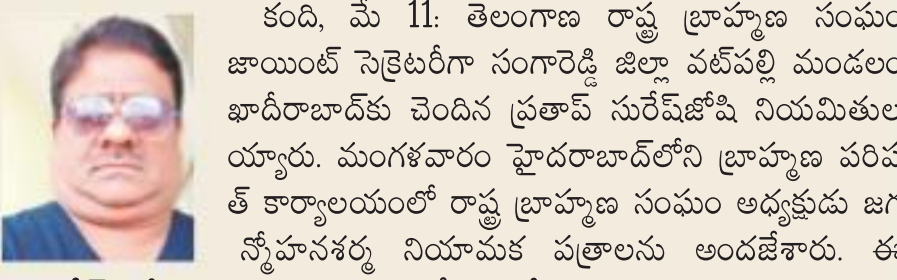 కంది, మే 11: తెలంగాణ రాష్ట్ర బ్రాహ్మణ సంఘం
జాయింట్ సెక్రెటరీగా సంగారెడ్డి జిల్లా వట్‌పల్లి మండలం
ఖాదీరాబాద్‌కు చెందిన ప్రతాప్ సురేష్‌జోషి నియమితుల
య్యారు. మంగళవారం హైదరాబాద్‌లోని బ్రాహ్మణ పరిష
త్ కార్యాలయంలో రాష్ట్ర బ్రాహ్మణ సంఘం అధ్యక్షుడు జగ
న్మోహనశర్మ నియామక పత్రాలను అందజేశారు. ఈ